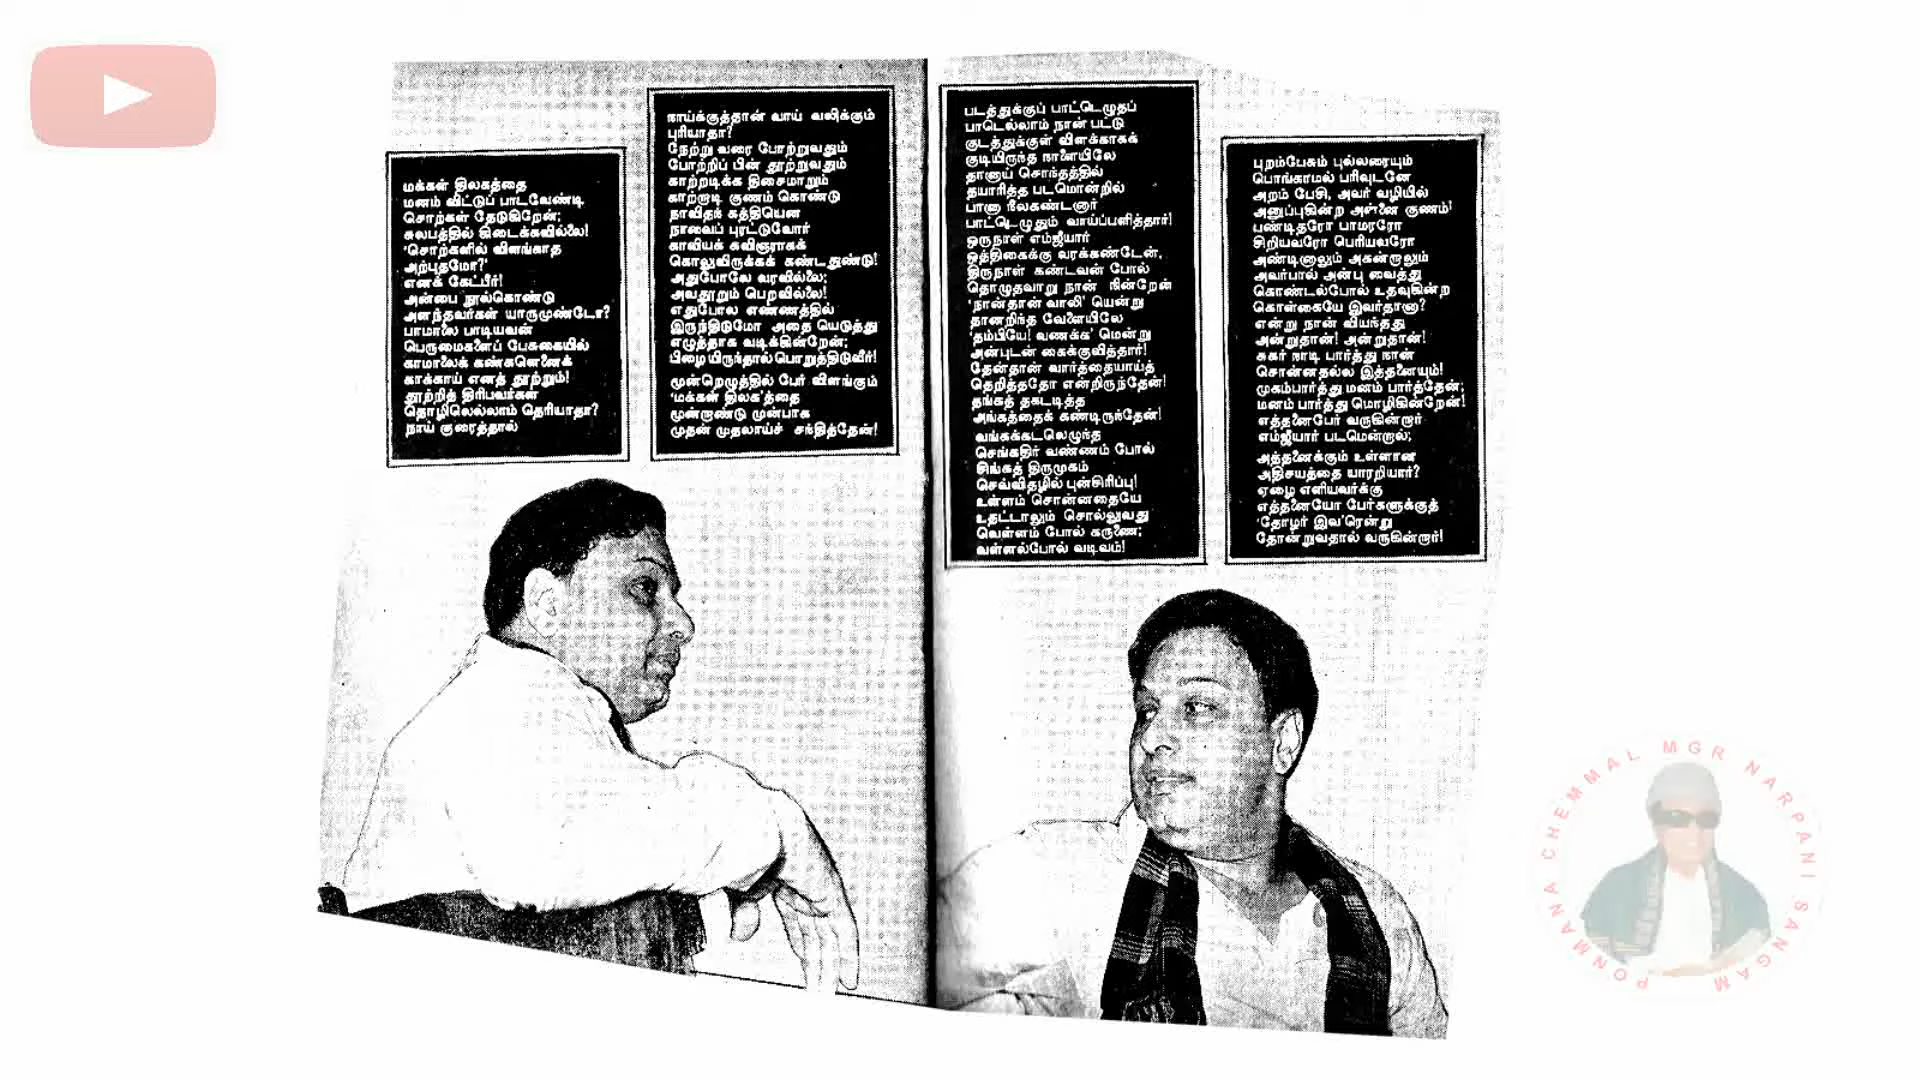 மக்கள் திலகத்தை
மனம் விட்டுப் பாடவேண்டி
சொற்கள் தேடுகிறேன்;
சுலபத்தில் கிடைக்கவில்லை!
'சொற்களில் விளங்காத
அற்புதமோ?'
எனக் கேட்பீர்!
அன்பை நூல்கொண்டு
அளந்தவர்கள் யாருமுண்டோ?
பாமாலை பாடியவன்
பெருமைகளைப் பேசுகையில்
காமாலைக் கண்களெனைக்
காக்காய் எனத் தூற்றும்!
தூற்றித் திரிபவர்கள்
தொழிலெல்லாம் தெரியாதா?
நாய் குரைத்தால்
நாய்க்குத்தான் வாய் வலிக்கும்
புரியாதா?
நேற்று வரை போற்றுவதும்
போற்றிப் பின் தூற்றுவதும்
காற்றடிக்க திசைமாறும்
காற்றாடி குணம் கொண்டு
நாவிதந் கத்தியென
நாவைப் புரட்டுவோர்
காவியக் கவிஞராகக்
கொலுவிருக்கக் கண்டதுண்டு!
அதுபோலே வரவில்லை;
அவதூறும் பெறவில்லை!
எதுபோல எண்ணத்தில்
இருந்திடுமோ அதை யெடுத்து
எழுத்தாக வடிக்கின்றேன்;
பிழையிருந்தால் பொறுத்திடுவீர்!
மூன்றெழுத்தில் பேர் விளங்கும்
'மக்கள் திலக'த்தை
மூன்றாண்டு முன்பாக
முதன் முதலாய்ச் சந்தித்தேன்!
படத்துக்குப் பாட்டெழுதப்
பாடெல்லாம் நான் பட்டு
குடத்துக்குள் விளக்காகக்
குடியிருந்த நாளையிலே
தானாய் சொந்தத்தில்
தயாரித்த படமொன்றில்
பானா நீலகண்டனார்
பாட்டெழுதும் வாய்ப்பளித்தார்!
ஒருநாள் எம்ஜீயார்
ஒத்திகைக்கு வரக்கண்டேன்,
திருநாள் கண்டவன் போல்
தொழுதவாறு நான் நின்றேன்
'நான்தான் வாலி' யென்று
தானறிந்த வேளையிலே
'தம்பியே! வணக்க' மென்று
அன்புடன் கைக்குவித்தார்!
தேன்தான் வார்த்தையாய்த்
தெறித்ததோ என்றிருந்தேன்!
தங்கத் தகடடித்த
அங்கத்தைக் கண்டிருந்தேன்!
வங்கக்கடலெழுந்த
செங்கதிர் வண்ணம் போல்
சிங்கத் திருமுகம்
செவ்விதழில் புன்சிரிப்பு!
உள்ளம் சொன்னதையே
உதட்டாலும் சொல்லுவது
வெள்ளம் போல் கருணை;
வள்ளல்போல் வடிவம்!
புறம்பேசும் புல்லரையும்
பொங்காமல் பரிவுடனே
அறம் பேசி, அவர் வழியில்
அனுப்புகின்ற அன்னை குணம்!
பண்டிதரோ பாமரரோ
சிறியவரோ பெரியவரோ
அண்டினாலும் அகன்றாலும்
அவர்பால் அன்பு வைத்து
கொண்டல்போல் உதவுகின்ற
கொள்கையே இவர்தானா?
என்று நான் வியந்தது
அன்றுதான்! அன்றுதான்!
சுகர் நாடி பார்த்து நான்
சொன்னதல்ல இத்தனையும்!
முகம்பார்த்து மனம் பார்த்தேன்;
மனம் பார்த்து மொழிகின்றேன்!
எத்தனைபேர் வருகின்றார்
எம்ஜீயார் படமென்றால்;
அத்தனைக்கும் உள்ளான
அதிசயத்தை யாரறியார்?
ஏழை எளியவர்க்கு
எத்தனையோ பேர்களுக்குத்
'தோழர் இவ'ரென்று
தோன்றுவதால் வருகின்றார்!
PONMANA CHEMMAL MGR NARPANI SANGAM